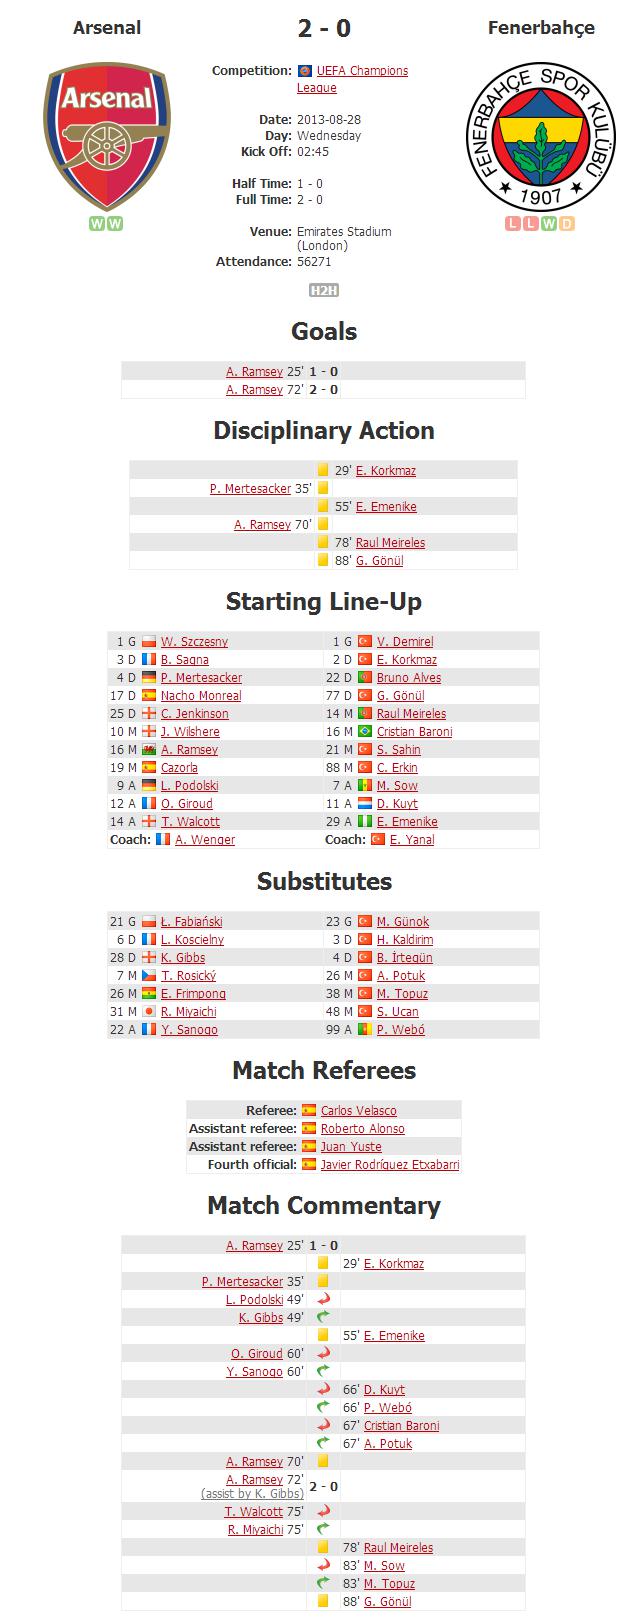 Arsenal 2 - 0 Fenerbahçe
Arsenal
FENERBAHÇE SPOR KULÜBÜ
1907
W W
L L W D
Competition: UEFA Champions
League
Date: 2013-08-28
Day: Wednesday
Kick Off: 02:45
Half Time: 1 - 0
Full Time: 2 - 0
Venue: Emirates Stadium
(London)
Attendance: 56271
H2H
Goals
A. Ramsey 25' 1 - 0
A. Ramsey 72' 2 - 0
Disciplinary Action
29' E. Korkmaz
P. Mertesacker 35'
55' E. Emenike
A. Ramsey 70'
78' Raul Meireles
88' G. Gönül
Starting Line-Up
1 G W. Szczesny 1 G V. Demirel
3 D B. Sagna 2 D E. Korkmaz
4 D P. Mertesacker 22 D Bruno Alves
17 D Nacho Monreal 77 D G. Gönül
25 D C. Jenkinson 14 M Raul Meireles
10 M J. Wilshere 16 M Cristian Baroni
16 M A. Ramsey 21 M S. Sahin
19 M Cazorla 88 M C. Erkin
9 A L. Podolski 7 A M. Sow
12 A O. Giroud 11 A D. Kuyt
14 A T. Walcott 29 A E. Emenike
Coach: A. Wenger Coach: E. Yanal
Substitutes
21 G Ł. Fabiański 23 G M. Günok
6 D L. Koscielny 3 D H. Kaldirim
28 D K. Gibbs 4 D B. İrtegün
7 M T. Rosický 26 M A. Potuk
26 M E. Frimpong 38 M M. Topuz
31 M R. Miyaichi 48 M S. Ucan
22 A Y. Sanogo 99 A P. Webó
Match Referees
Referee: Carlos Velasco
Assistant referee: Roberto Alonso
Assistant referee: Juan Yuste
Fourth official: Javier Rodríguez Etxabarri
Match Commentary
A. Ramsey 25' 1 - 0
29' E. Korkmaz
P. Mertesacker 35'
L. Podolski 49'
K. Gibbs 49'
55' E. Emenike
O. Giroud 60'
Y. Sanogo 60'
66' D. Kuyt
66' P. Webó
67' Cristian Baroni
67' A. Potuk
A. Ramsey 70'
A. Ramsey 72' 2 - 0
(assist by K. Gibbs)
T. Walcott 75'
R. Miyaichi 75'
78' Raul Meireles
83' M. Sow
83' M. Topuz
88' G. Gönül